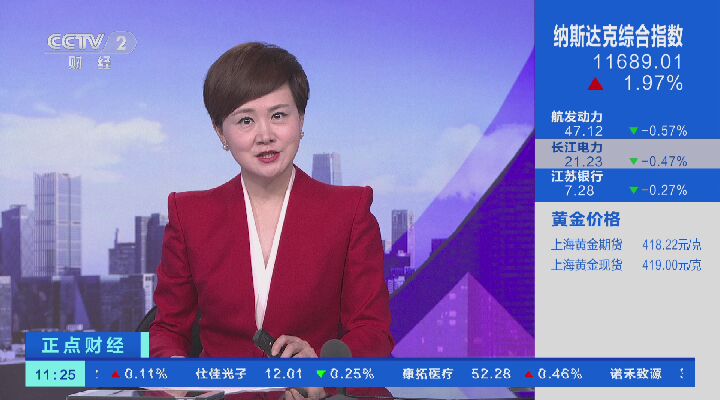 CCTV 2
财经
纳斯达克综合指数
11689.01
▲ 1.97%
航发动力
47.12 ▼-0.57%
长江电力
21.23 ▼-0.47%
江苏银行
7.28 ▼-0.27%
黄金价格
上海黄金期货 418.22元/克
上海黄金现货 419.00元/克
正点财经
11:25 ▲0.11% 仕佳光子 12.01 ▼0.25% 康拓医疗 52.28 ▲0.46% 诺禾致源